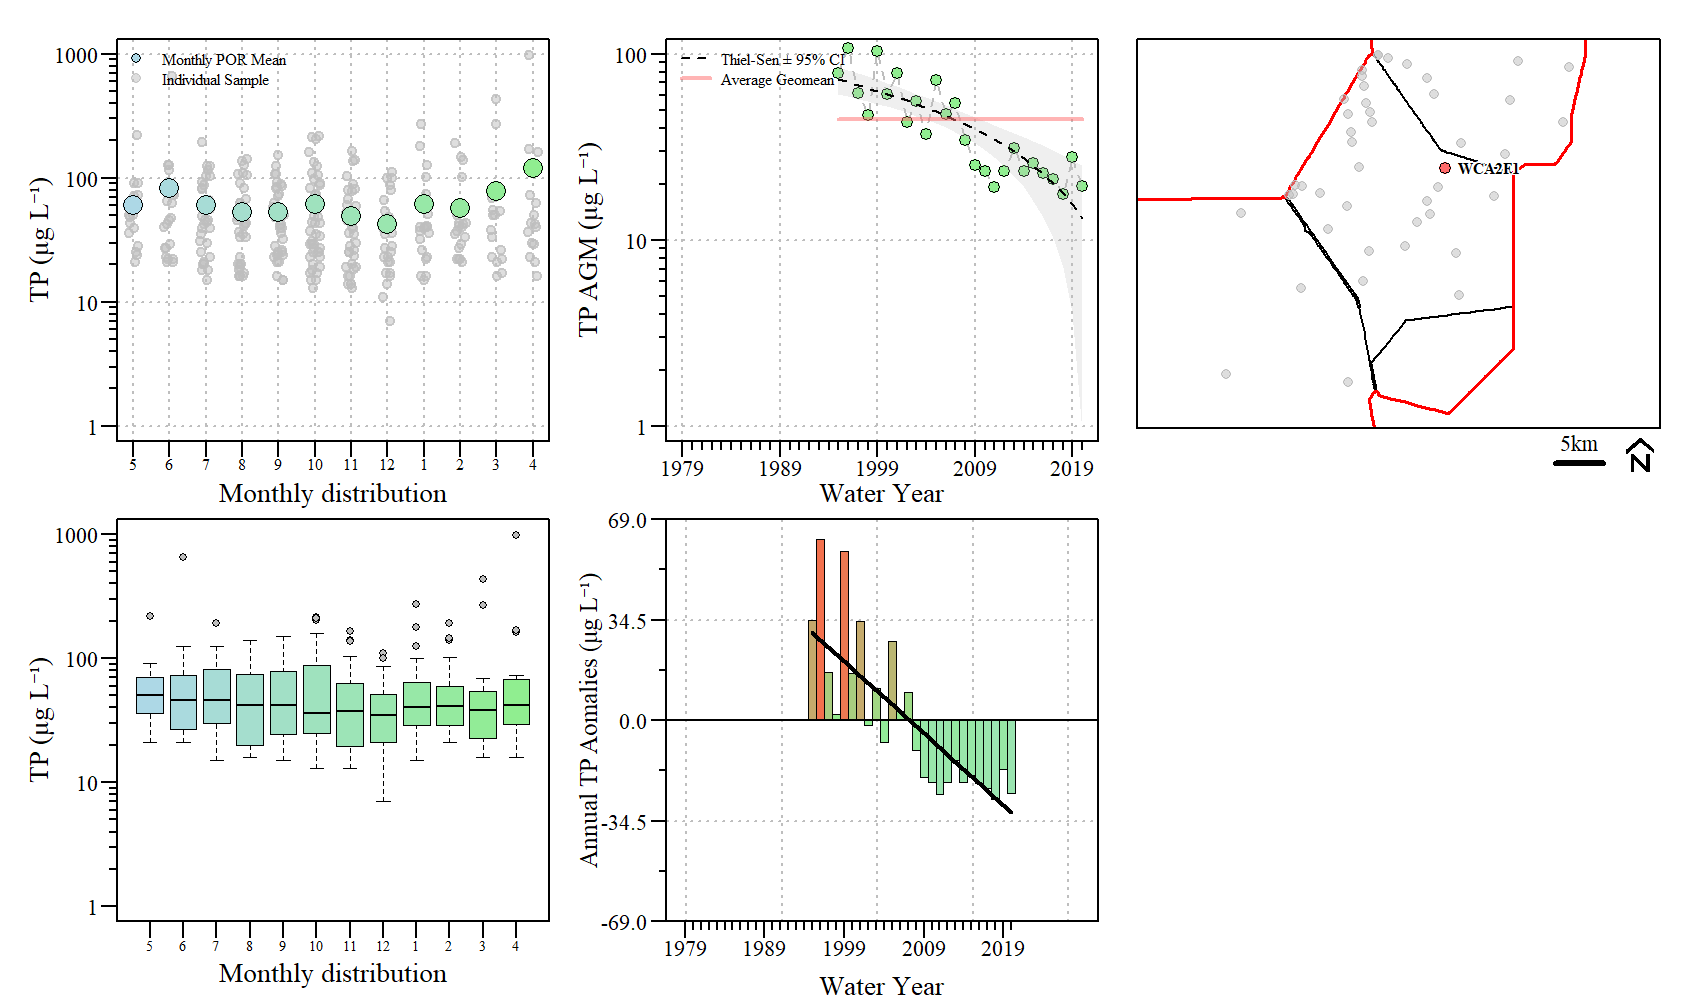 1000
100
10
1
TP (µg L⁻¹)
Monthly POR Mean
Individual Sample
5 6 7 8 9 10 11 12 1 2 3 4
Monthly distribution
100
10
1
TP AGM (µg L⁻¹)
Thiel-Sen ± 95% CI
Average Geomean
1979 1989 1999 2009 2019
Water Year
WCA2E1
5km
N
1000
100
10
1
TP (µg L⁻¹)
5 6 7 8 9 10 11 12 1 2 3 4
Monthly distribution
69.0
34.5
0.0
-34.5
-69.0
Annual TP Aomalies (µg L⁻¹)
1979 1989 1999 2009 2019
Water Year